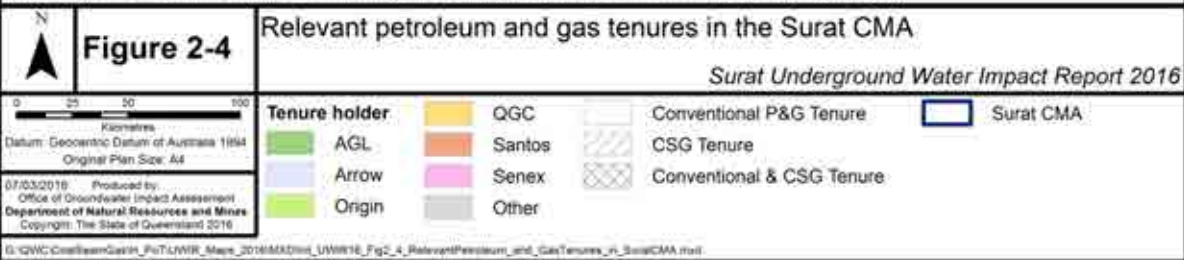 N
Figure 2-4
Relevant petroleum and gas tenures in the Surat CMA
Surat Underground Water Impact Report 2016
0 25 50 100
Kilometres
Datum: Geocentric Datum of Australia 1994
Original Plan Size: A4
07/03/2016 Produced by:
Office of Groundwater Impact Assessment
Department of Natural Resources and Mines
Copyright: The State of Queensland 2016
Tenure holder
AGL
Arrow
Origin
QGC
Santos
Senex
Other
Conventional P&G Tenure
CSG Tenure
Conventional & CSG Tenure
Surat CMA